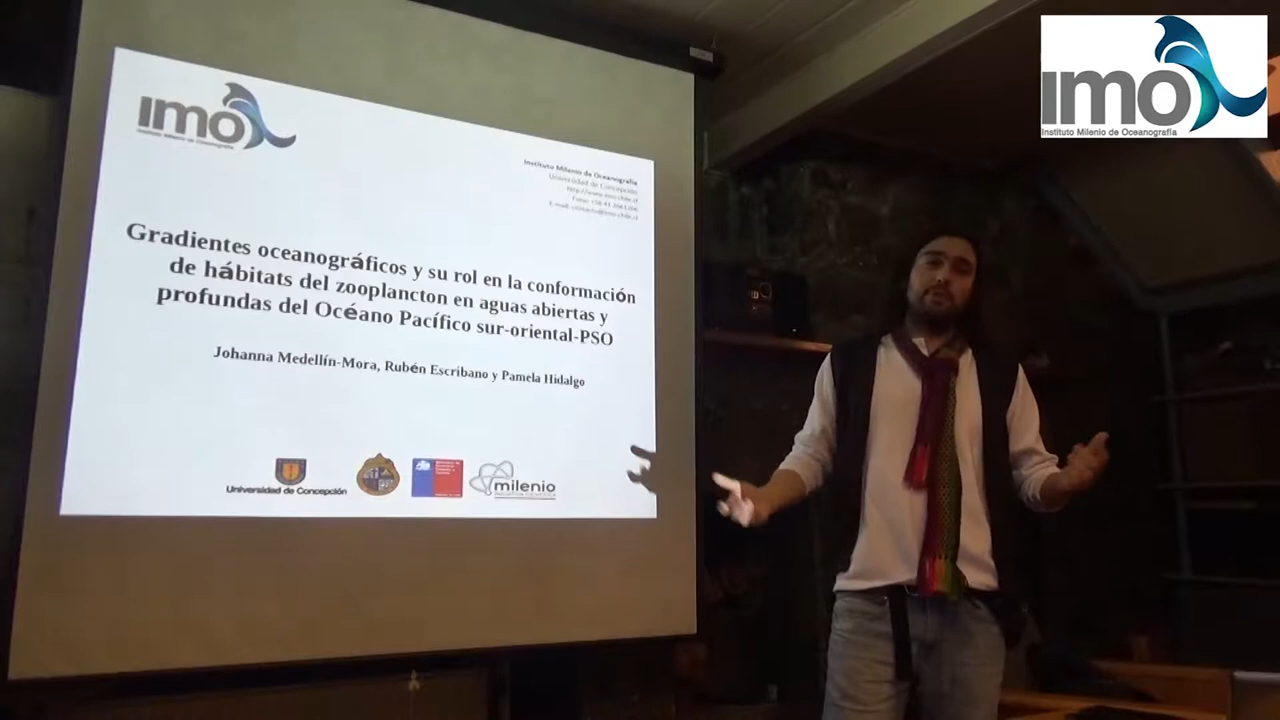 imo
Instituto Milenio de Oceanografía
imo
Instituto Milenio de Oceanografía
Instituto Milenio de Oceanografía
Universidad de Concepción
Gradientes oceanográficos y su rol en la conformación
de hábitats del zooplancton en aguas abiertas y
profundas del Océano Pacífico sur-oriental-PSO
Johanna Medellín-Mora, Rubén Escribano y Pamela Hidalgo
Universidad de Concepción
milenio